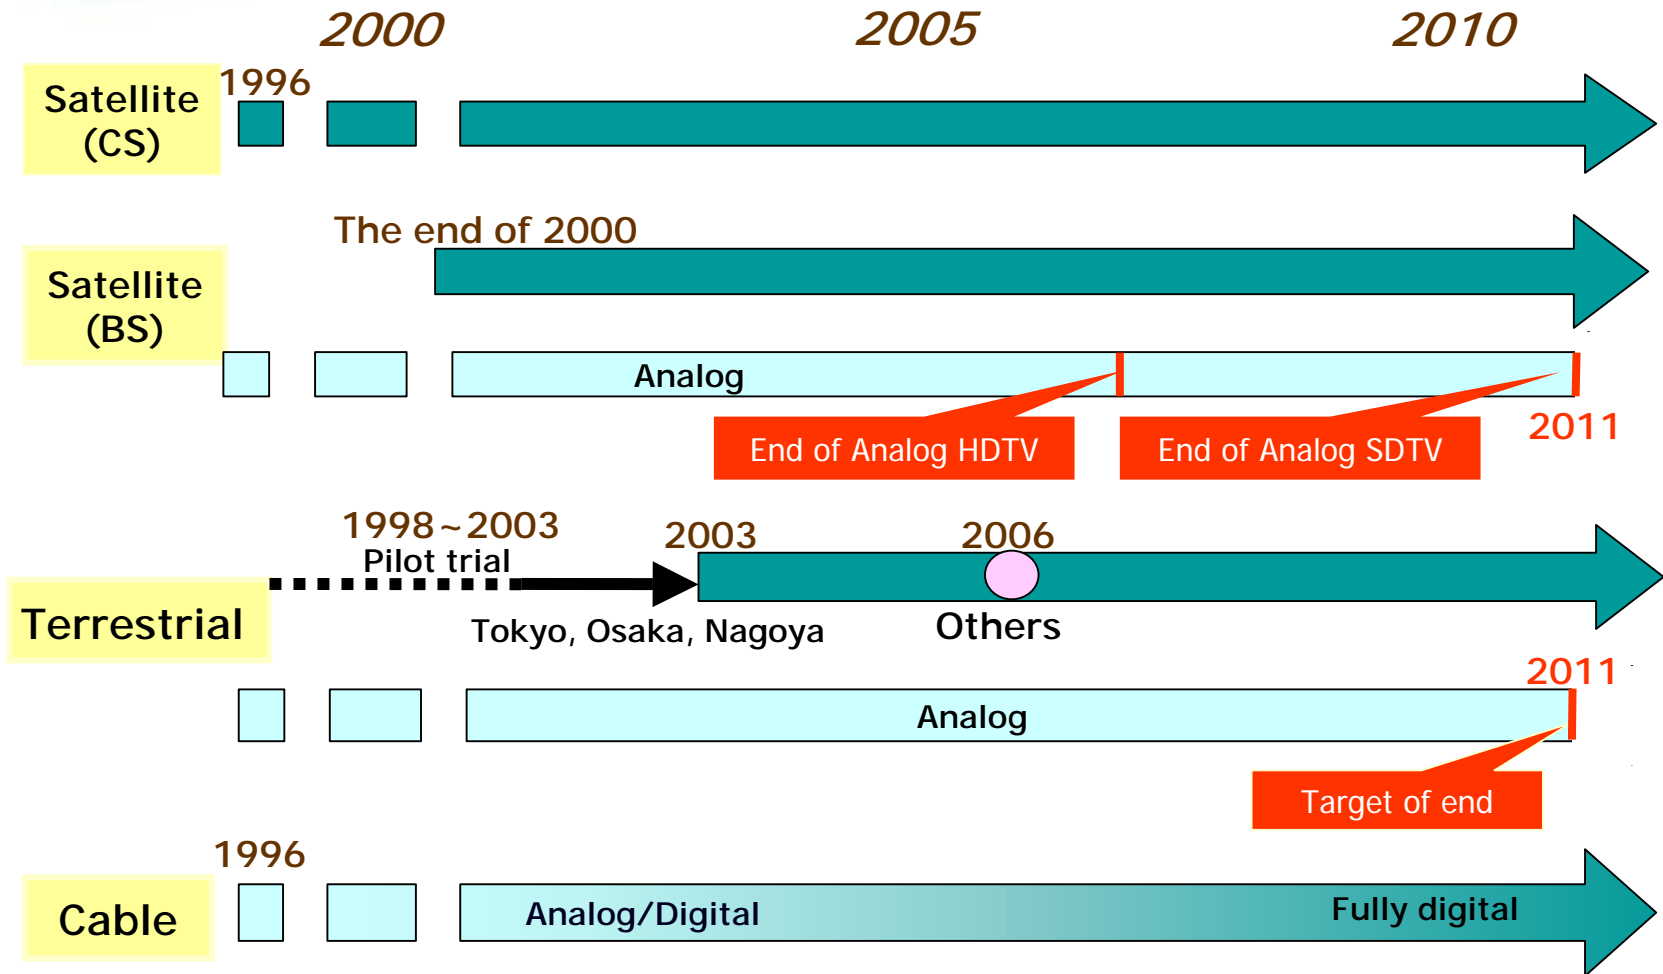 2000 2005 2010
1996
Satellite
(CS)
The end of 2000
Satellite
(BS)
Analog
End of Analog HDTV
End of Analog SDTV
2011
1998~2003
Pilot trial
2003
2006
Terrestrial
Tokyo, Osaka, Nagoya
Others
2011
Analog
Target of end
1996
Cable
Analog/Digital
Fully digital